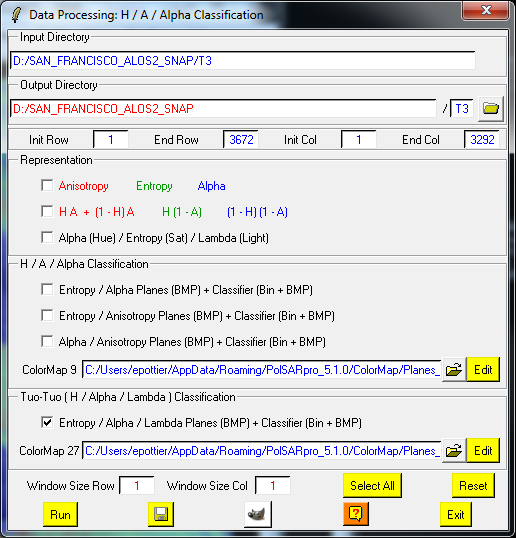 Data Processing: H / A / Alpha Classification
Input Directory
D:/SAN_FRANCISCO_ALOS2_SNAP/T3
Output Directory
D:/SAN_FRANCISCO_ALOS2_SNAP / T3
Init Row 1 End Row 3672 Init Col 1 End Col 3292
Representation
Anisotropy Entropy Alpha
H A + (1 - H) A H (1 - A) (1 - H) (1 - A)
Alpha (Hue) / Entropy (Sat) / Lambda (Light)
H / A / Alpha Classification
Entropy / Alpha Planes (BMP) + Classifier (Bin + BMP)
Entropy / Anisotropy Planes (BMP) + Classifier (Bin + BMP)
Alpha / Anisotropy Planes (BMP) + Classifier (Bin + BMP)
ColorMap 9 C:/Users/epottier/AppData/Roaming/PolSARpro_5.1.0/ColorMap/Planes_ Edit
Tuo-Tuo ( H / Alpha / Lambda ) Classification
Entropy / Alpha / Lambda Planes (BMP) + Classifier (Bin + BMP)
ColorMap 27 C:/Users/epottier/AppData/Roaming/PolSARpro_5.1.0/ColorMap/Planes_ Edit
Window Size Row 1 Window Size Col 1 Select All Reset
Run ? Exit